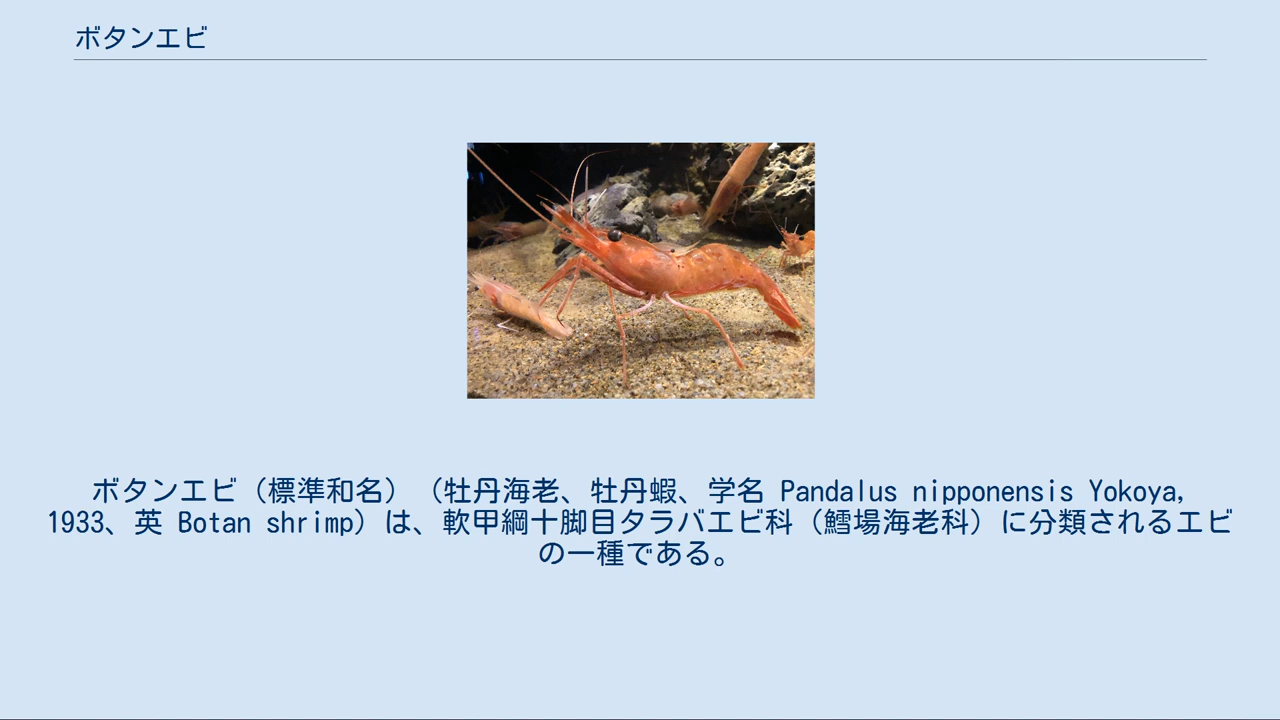 ボタンエビ
ボタンエビ（標準和名）（牡丹海老、牡丹蝦、学名 Pandalus nipponensis Yokoya,
1933、英 Botan shrimp）は、軟甲綱十脚目タラバエビ科（鱈場海老科）に分類されるエビ
の一種である。